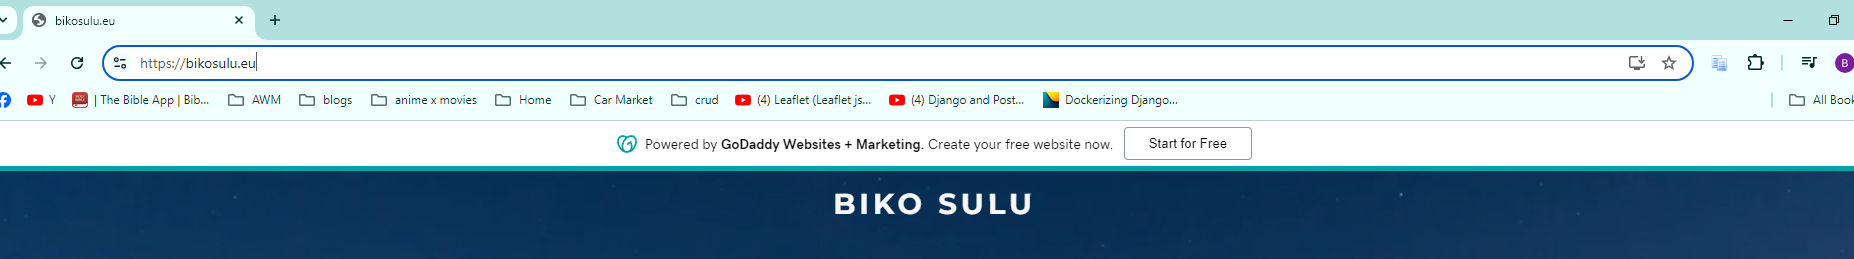 bikosulu.eu
https://bikosulu.eu
Y | The Bible App | Bib... AWM blogs anime x movies Home Car Market crud (4) Leaflet (Leaflet js... (4) Django and Post... Dockerizing Django... All Book
Powered by GoDaddy Websites + Marketing. Create your free website now. Start for Free
BIKO SULU